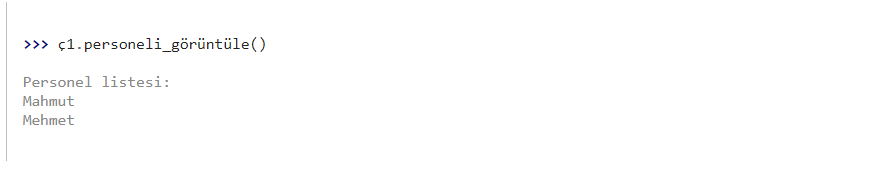 >>> ç1.personeli_görüntüle()
Personel listesi:
Mahmut
Mehmet